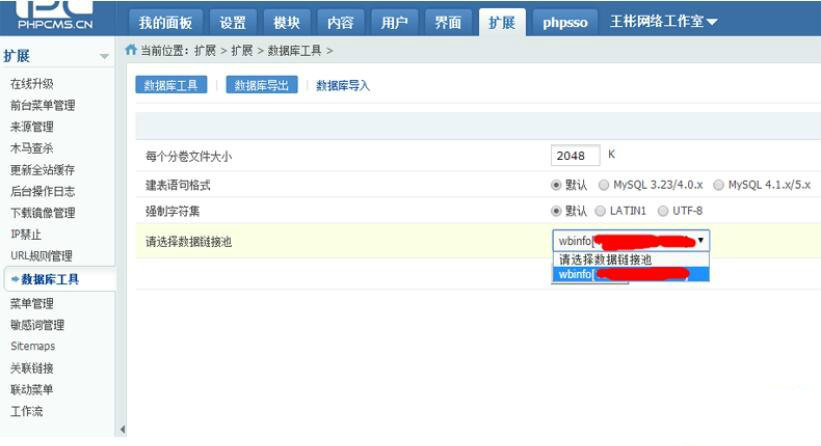 PHPCMS.CN
我的面板 设置 模块 内容 用户 界面 扩展 phpsso 王彬网络工作室
当前位置：扩展 > 扩展 > 数据库工具 >
扩展
在线升级
前台菜单管理
来源管理
木马查杀
更新全站缓存
后台操作日志
下载镜像管理
IP禁止
URL规则管理
数据库工具
菜单管理
敏感词管理
Sitemaps
关联链接
联动菜单
工作流
数据库工具 数据库导出 数据库导入
每个分卷文件大小 2048 K
建表语句格式 默认 MySQL 3.23/4.0.x MySQL 4.1.x/5.x
强制字符集 默认 LATIN1 UTF-8
请选择数据链接池 wbinfo[
请选择数据链接池
wbinfo[